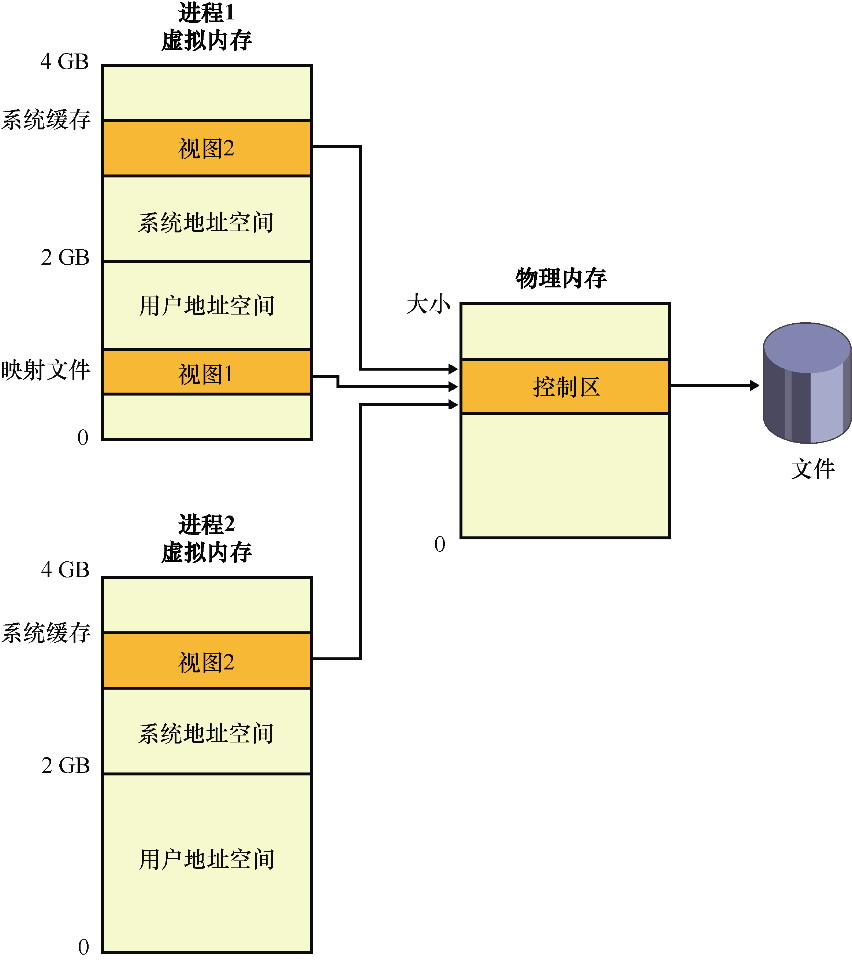 进程1
虚拟内存
4 GB
系统缓存
视图2
系统地址空间
2 GB
用户地址空间
映射文件
视图1
0
物理内存
大小
控制区
0
文件
进程2
虚拟内存
4 GB
系统缓存
视图2
系统地址空间
2 GB
用户地址空间
0